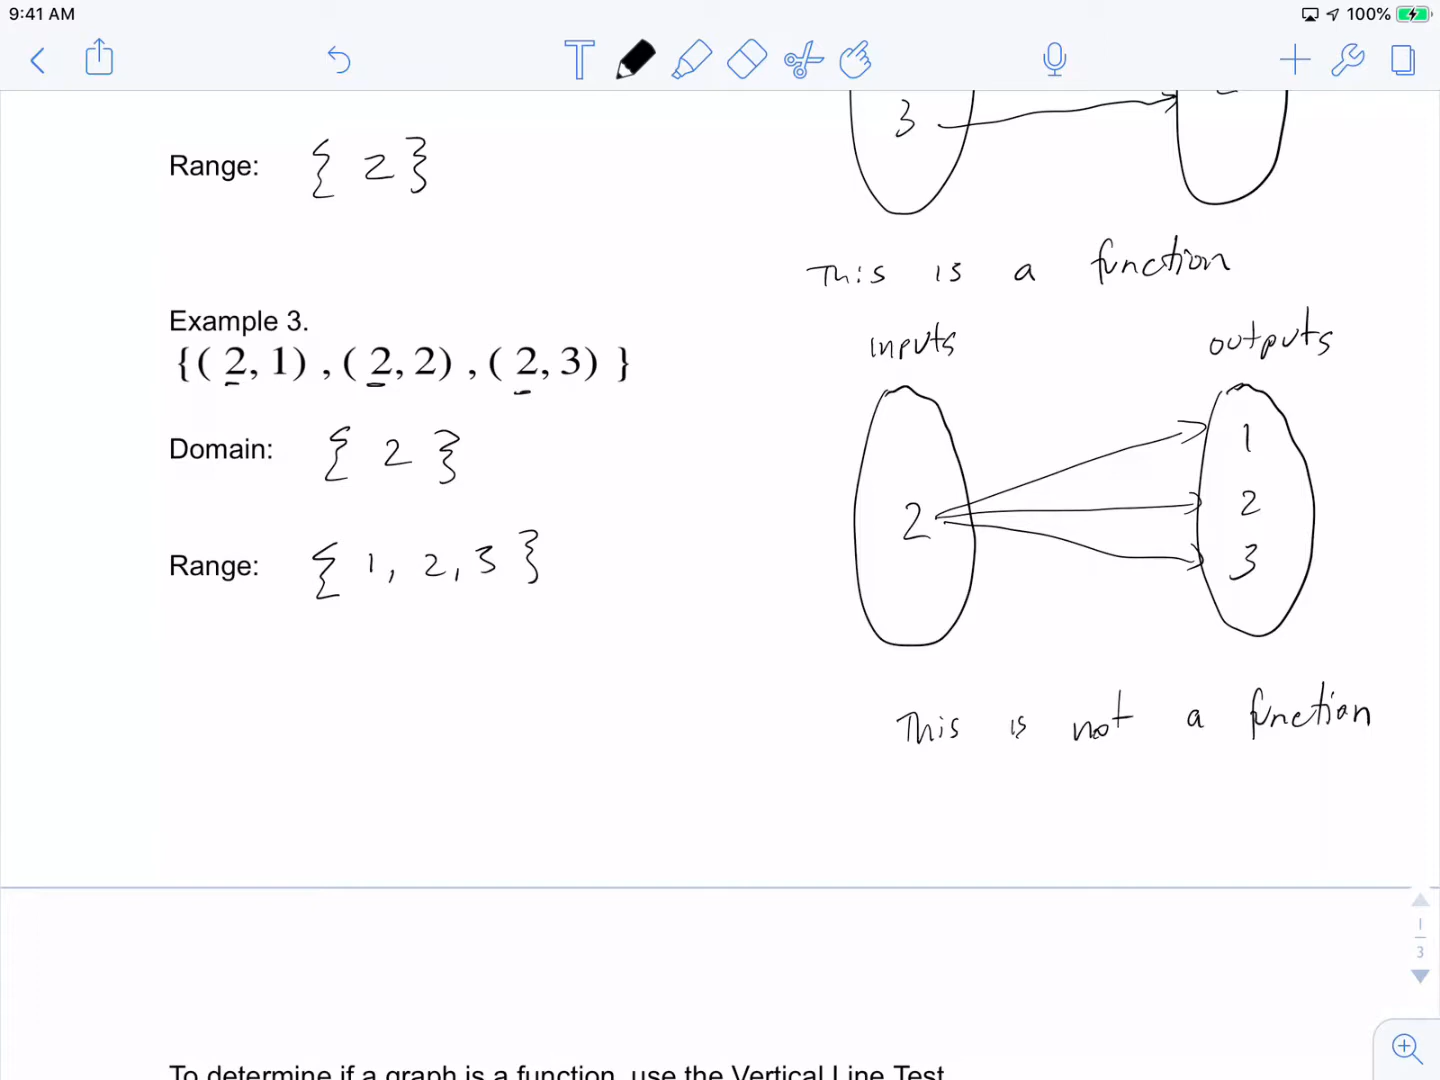 9:41 AM
100%
T
3
Range: { 2 }
This is a function
Example 3.
inputs outputs
{( 2, 1) , ( 2, 2) , ( 2, 3) }
Domain: { 2 }
1
2
2
3
Range: { 1, 2, 3 }
This is not a function
1
3
To determine if a graph is a function, use the Vertical Line Test